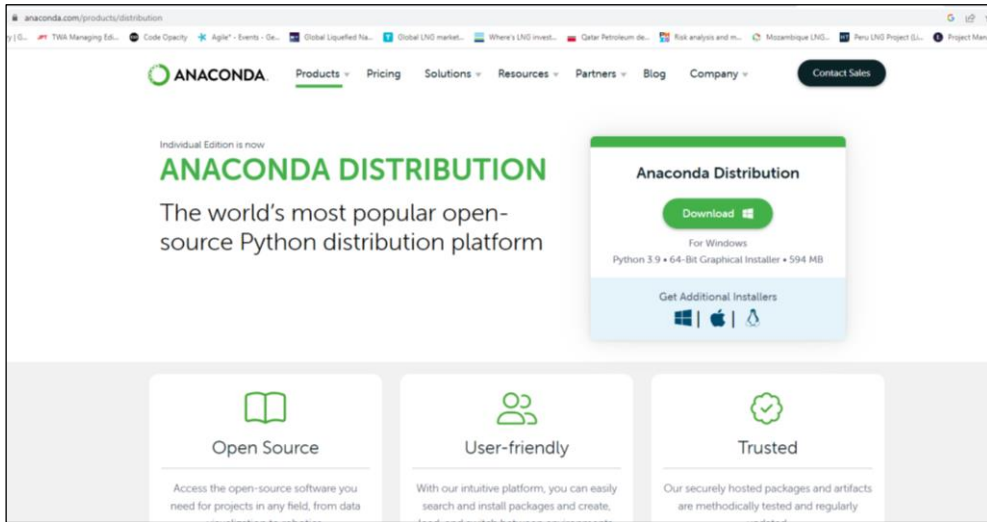 anaconda.com/products/distribution
TWA Managing Edi...
Code Opacity
Agile* - Events - Ge...
Global Liquefied Na...
Global LNG market...
Where's LNG invest...
Qatar Petroleum de...
Risk analysis and m...
Mozambique LNG...
Peru LNG Project (Li...
Project Man
ANACONDA.
Products
Pricing
Solutions
Resources
Partners
Blog
Company
Contact Sales
Individual Edition is now
ANACONDA DISTRIBUTION
The world's most popular open-
source Python distribution platform
Anaconda Distribution
Download
For Windows
Python 3.9 • 64-Bit Graphical Installer • 594 MB
Get Additional Installers
Open Source
Access the open-source software you
need for projects in any field, from data
User-friendly
With our intuitive platform, you can easily
search and install packages and create,
Trusted
Our securely hosted packages and artifacts
are methodically tested and regularly